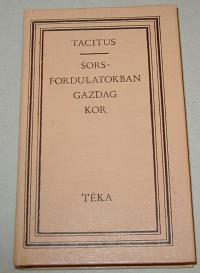 TACITUS
SORS-
FORDULATOKBAN
GAZDAG
KOR
TÉKA